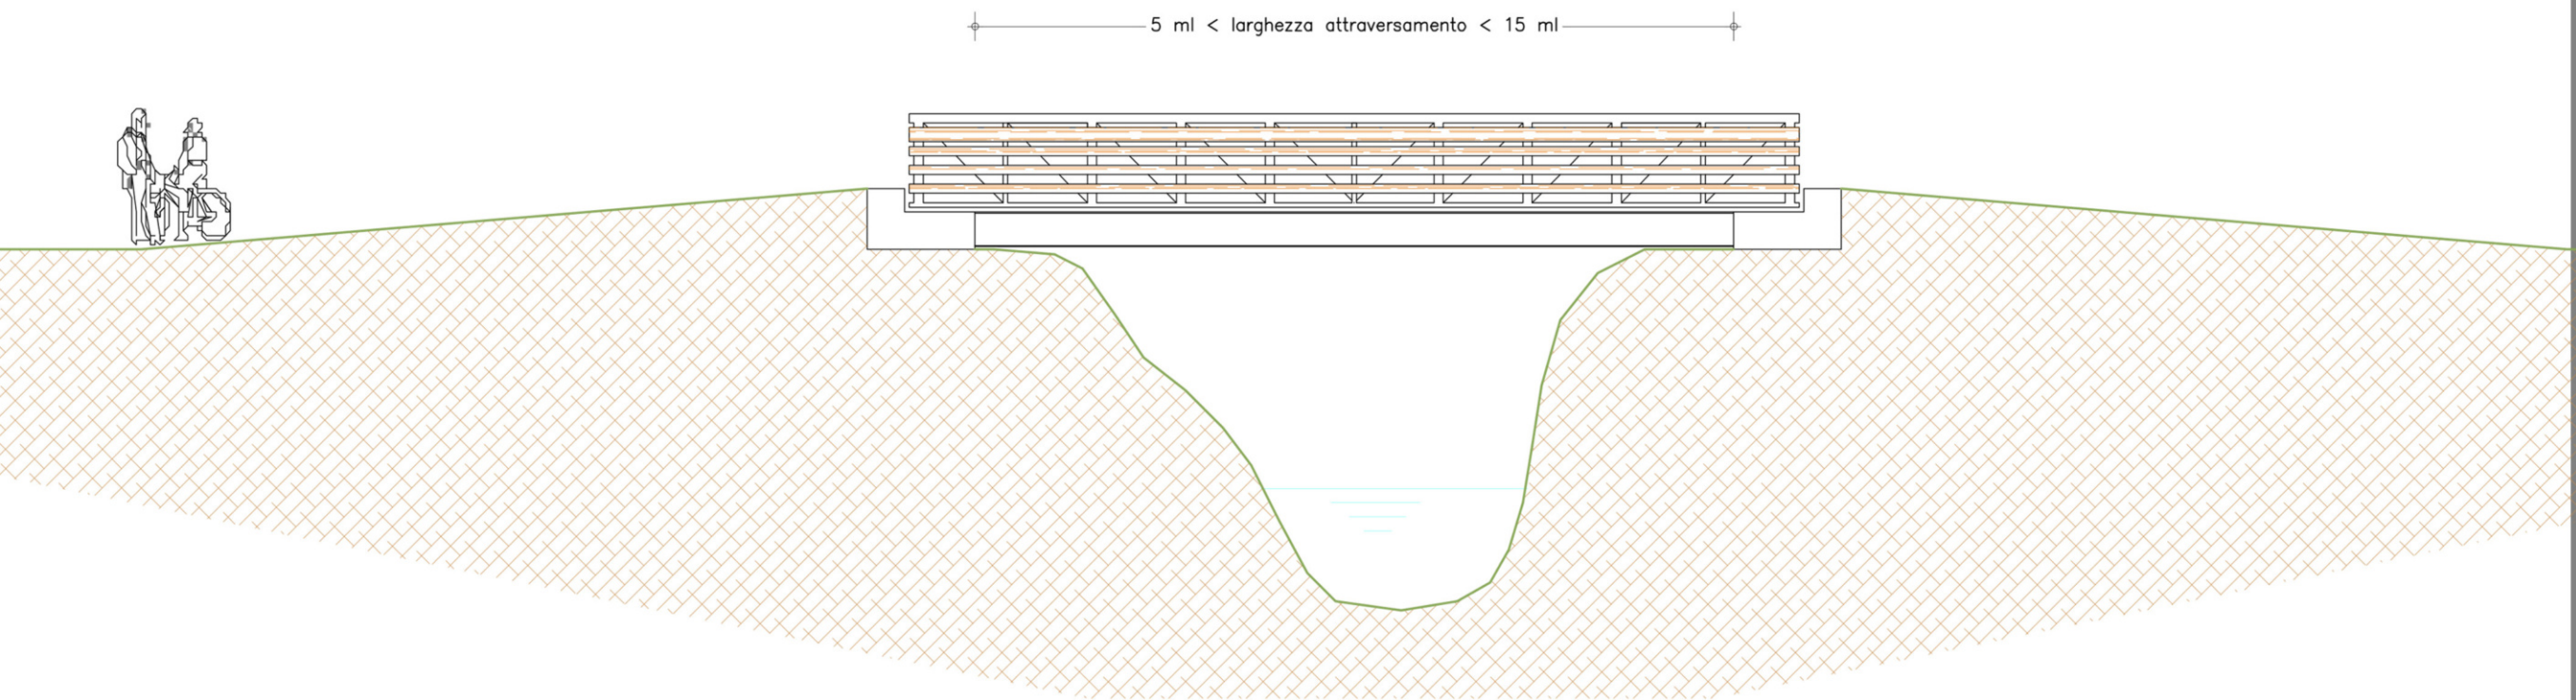 5 ml < larghezza attraversamento < 15 ml